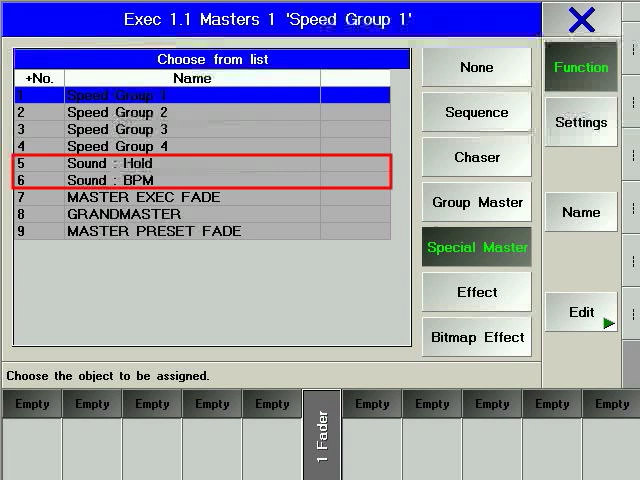 Exec 1.1 Masters 1 'Speed Group 1'
Choose from list
+No. Name
1 Speed Group 1
2 Speed Group 2
3 Speed Group 3
4 Speed Group 4
5 Sound : Hold
6 Sound : BPM
7 MASTER EXEC FADE
8 GRANDMASTER
9 MASTER PRESET FADE
None
Sequence
Chaser
Group Master
Special Master
Effect
Bitmap Effect
Function
Settings
Name
Edit
Choose the object to be assigned.
Empty Empty Empty Empty Empty 1 Fader Empty Empty Empty Empty Empty